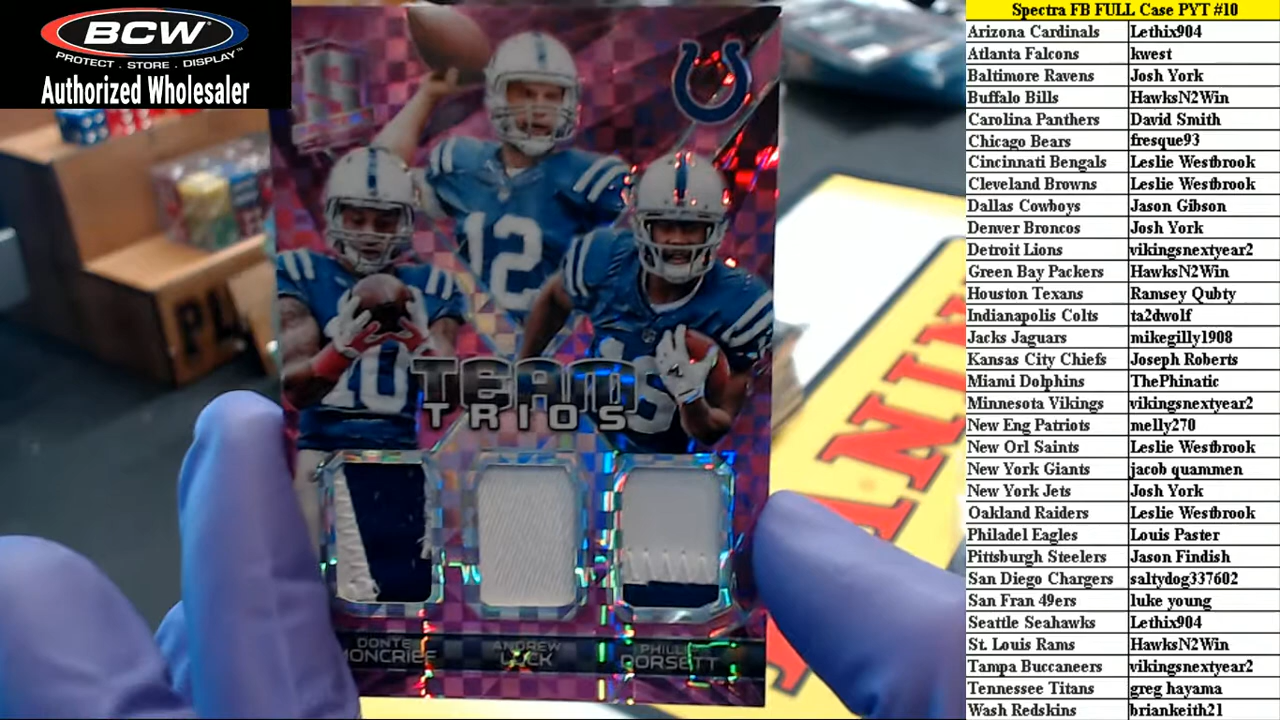 BCW
PROTECT . STORE . DISPLAY™
Authorized Wholesaler
12
10
15
TEAM
TRIOS
DONTE
MONCRIEF
ANDREW
LUCK
PHILLIP
DORSETT
Spectra FB FULL Case PYT #10
Arizona Cardinals Lethix904
Atlanta Falcons kwest
Baltimore Ravens Josh York
Buffalo Bills HawksN2Win
Carolina Panthers David Smith
Chicago Bears fresque93
Cincinnati Bengals Leslie Westbrook
Cleveland Browns Leslie Westbrook
Dallas Cowboys Jason Gibson
Denver Broncos Josh York
Detroit Lions vikingsnextyear2
Green Bay Packers HawksN2Win
Houston Texans Ramsey Qubty
Indianapolis Colts ta2dwolf
Jacks Jaguars mikegilly1908
Kansas City Chiefs Joseph Roberts
Miami Dolphins ThePhinatic
Minnesota Vikings vikingsnextyear2
New Eng Patriots melly270
New Orl Saints Leslie Westbrook
New York Giants jacob quammen
New York Jets Josh York
Oakland Raiders Leslie Westbrook
Philadel Eagles Louis Paster
Pittsburgh Steelers Jason Findish
San Diego Chargers saltydog337602
San Fran 49ers luke young
Seattle Seahawks Lethix904
St. Louis Rams HawksN2Win
Tampa Buccaneers vikingsnextyear2
Tennessee Titans greg hayama
Wash Redskins briankeith21